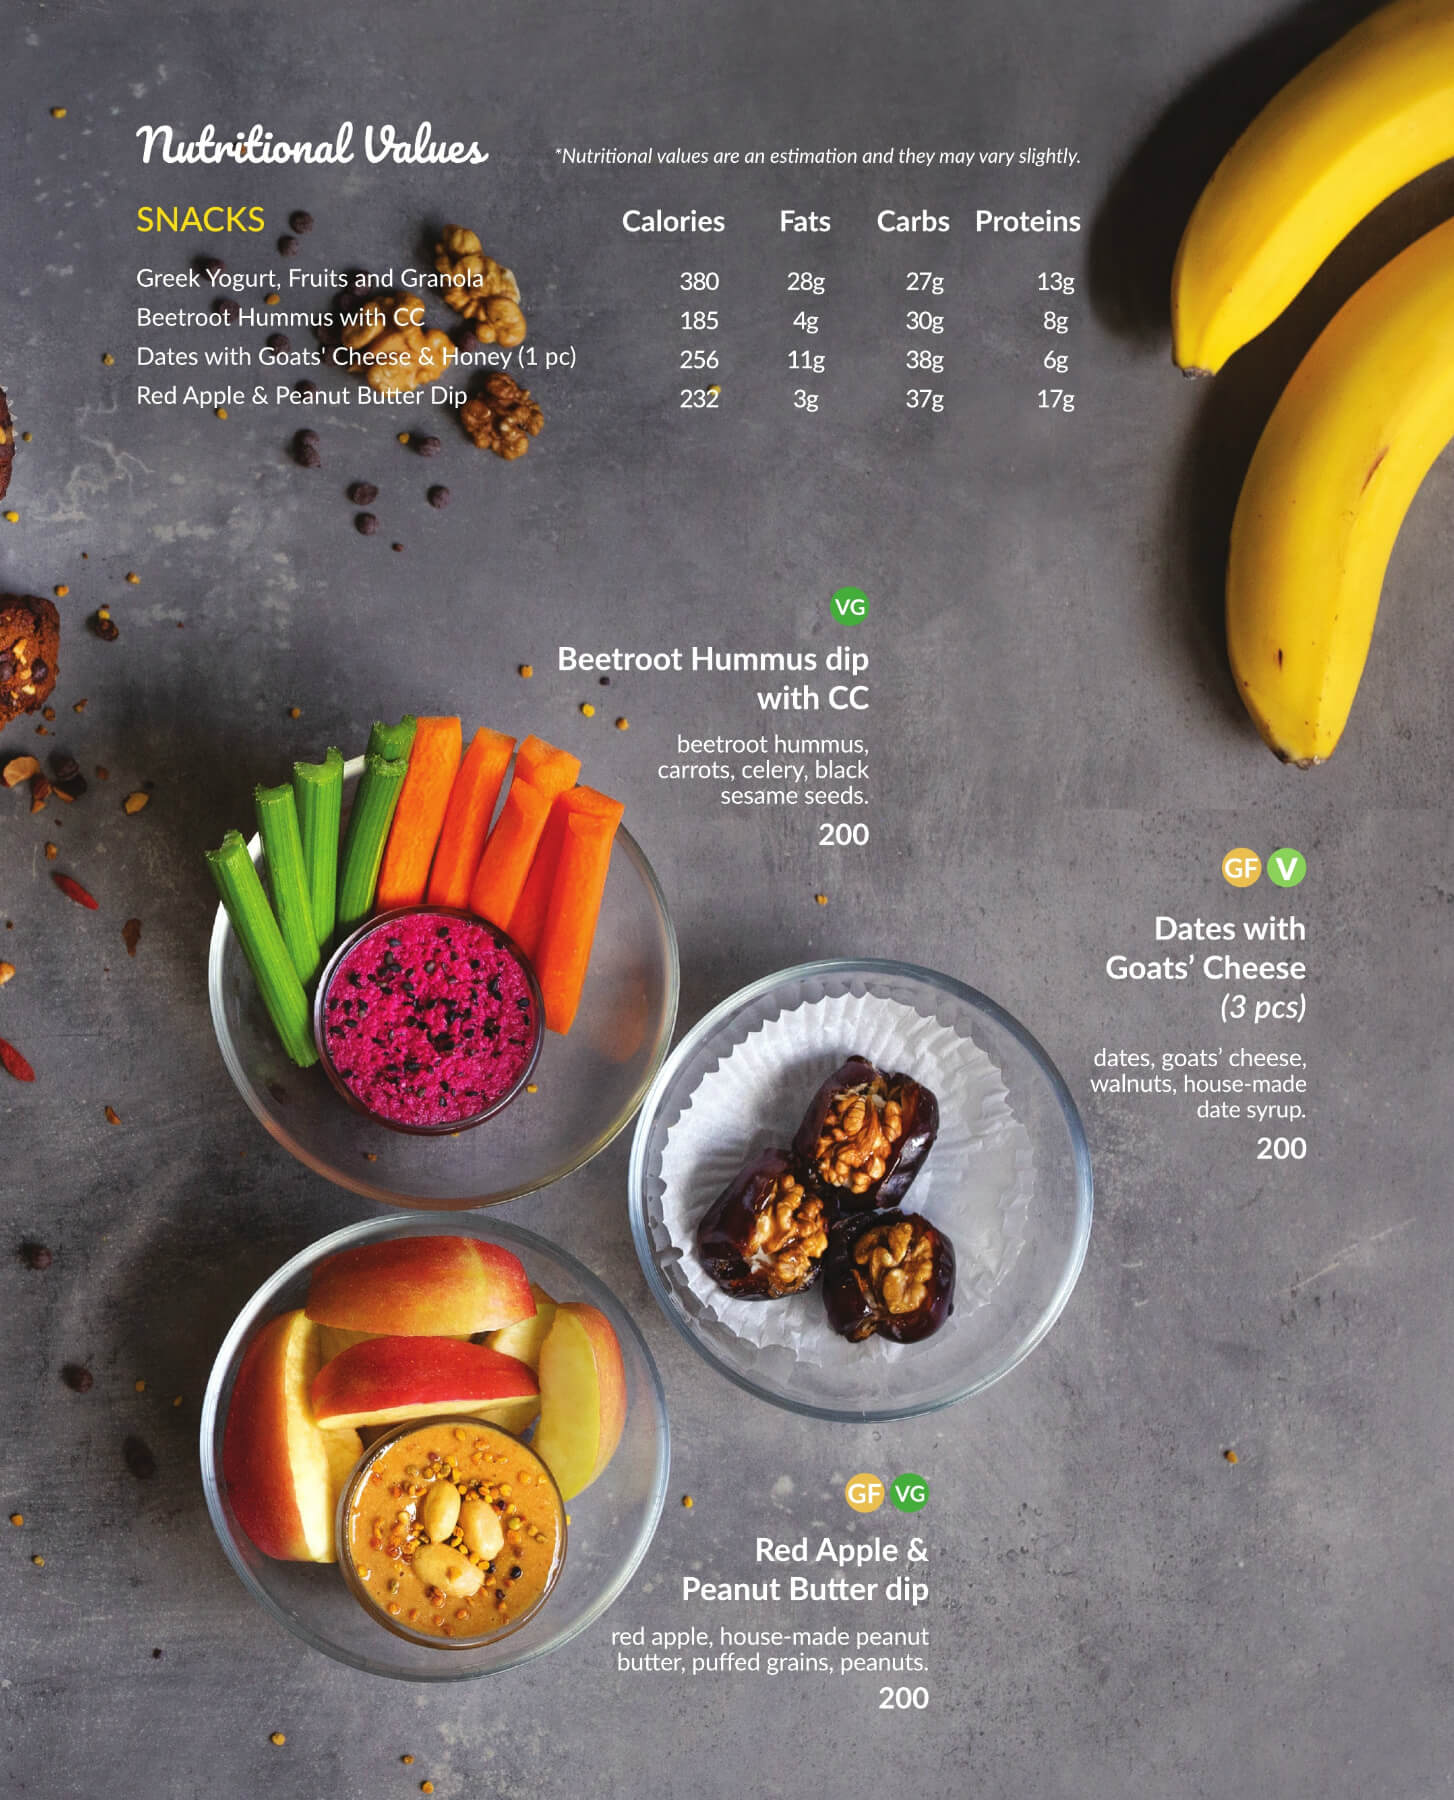 Nutritional Values
*Nutritional values are an estimation and they may vary slightly.
SNACKS Calories Fats Carbs Proteins
Greek Yogurt, Fruits and Granola 380 28g 27g 13g
Beetroot Hummus with CC 185 4g 30g 8g
Dates with Goats' Cheese & Honey (1 pc) 256 11g 38g 6g
Red Apple & Peanut Butter Dip 232 3g 37g 17g
VG
Beetroot Hummus dip
with CC
beetroot hummus,
carrots, celery, black
sesame seeds.
200
GF V
Dates with
Goats’ Cheese
(3 pcs)
dates, goats’ cheese,
walnuts, house-made
date syrup.
200
GF VG
Red Apple &
Peanut Butter dip
red apple, house-made peanut
butter, puffed grains, peanuts.
200